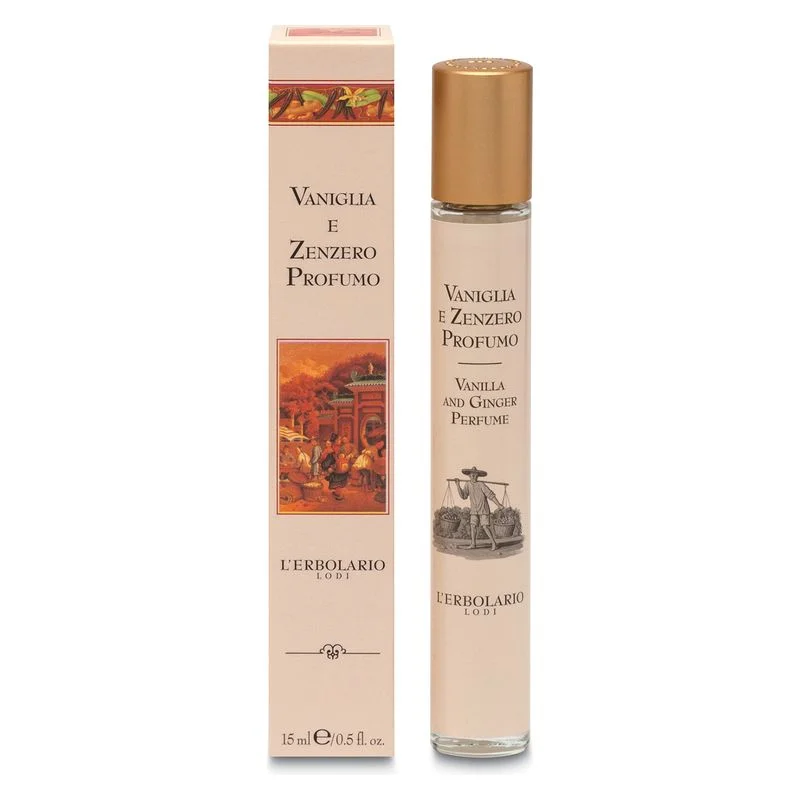 VANIGLIA
E
ZENZERO
PROFUMO
L'ERBOLARIO
LODI
15 ml ℮/0.5 fl. oz.
VANIGLIA
E ZENZERO
PROFUMO
VANILLA
AND GINGER
PERFUME
L'ERBOLARIO
LODI